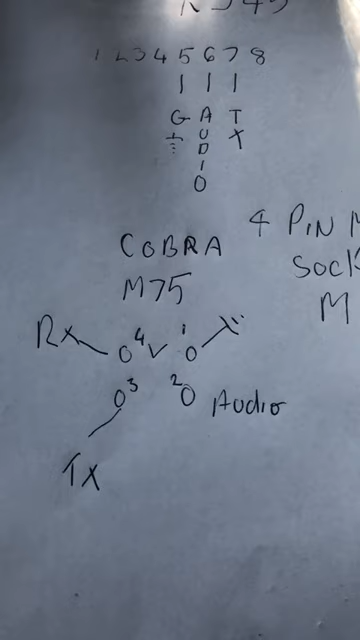 1 2 3 4 5 6 7 8
G A T
U X
D
I
O
COBRA 4 PIN M
M75 SOCK
M
Rx 4 1
O O
3 2
O O Audio
TX